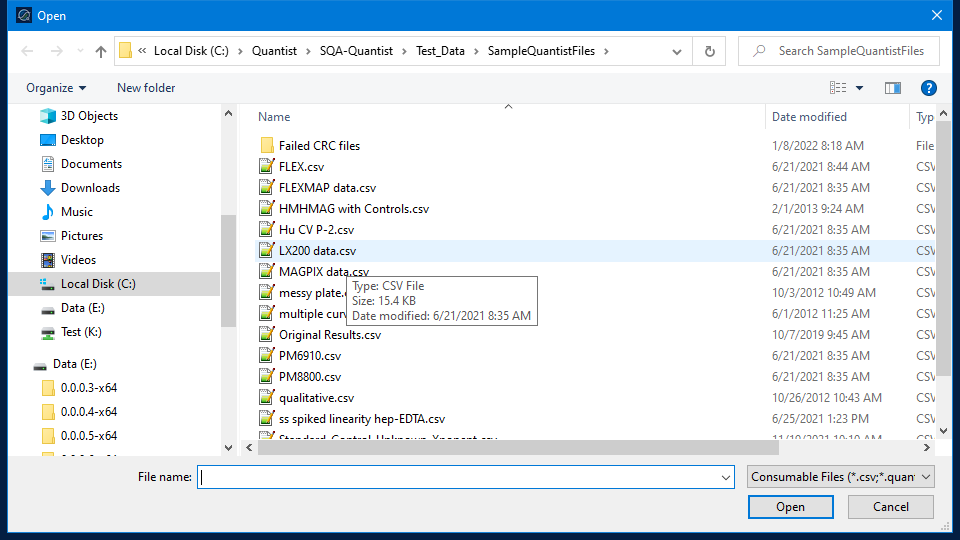 Open
« Local Disk (C:) > Quantist > SQA-Quantist > Test_Data > SampleQuantistFiles >
Search SampleQuantistFiles
Organize
New folder
3D Objects
Desktop
Documents
Downloads
Music
Pictures
Videos
Local Disk (C:)
Data (E:)
Test (K:)
Data (E:)
0.0.0.3-x64
0.0.0.4-x64
0.0.0.5-x64
Name Date modified Typ
Failed CRC files 1/8/2022 8:18 AM File
FLEX.csv 6/21/2021 8:44 AM CSV
FLEXMAP data.csv 6/21/2021 8:35 AM CSV
HMHMAG with Controls.csv 2/1/2013 9:24 AM CSV
Hu CV P-2.csv 6/21/2021 8:35 AM CSV
LX200 data.csv 6/21/2021 8:35 AM CSV
MAGPIX data.csv 6/21/2021 8:35 AM CSV
messy plate. 10/3/2012 10:49 AM CSV
multiple curv 6/1/2012 11:25 AM CSV
Type: CSV File
Size: 15.4 KB
Date modified: 6/21/2021 8:35 AM
Original Results.csv 10/7/2019 9:45 AM CSV
PM6910.csv 6/21/2021 8:35 AM CSV
PM8800.csv 6/21/2021 8:35 AM CSV
qualitative.csv 10/26/2012 10:43 AM CSV
ss spiked linearity hep-EDTA.csv 6/25/2021 1:23 PM CSV
File name:
Consumable Files (*.csv;*.quan
Open
Cancel